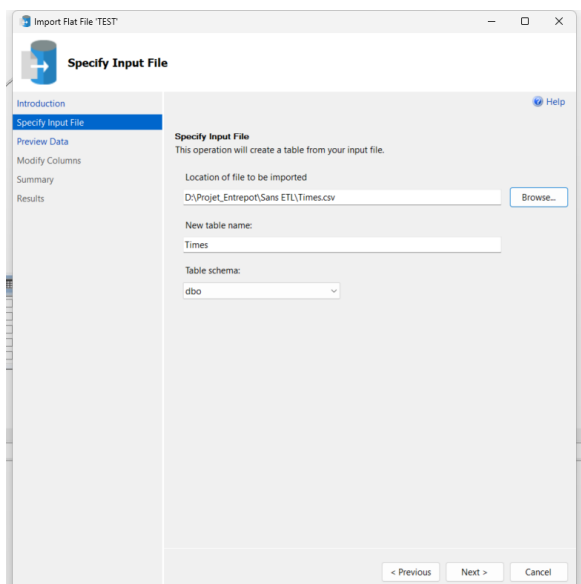 Import Flat File 'TEST'
Specify Input File
Help
Introduction
Specify Input File
Preview Data
Modify Columns
Summary
Results
Specify Input File
This operation will create a table from your input file.
Location of file to be imported
D:\Projet_Entrepot\Sans ETL\Times.csv
Browse...
New table name:
Times
Table schema:
dbo
< Previous
Next >
Cancel